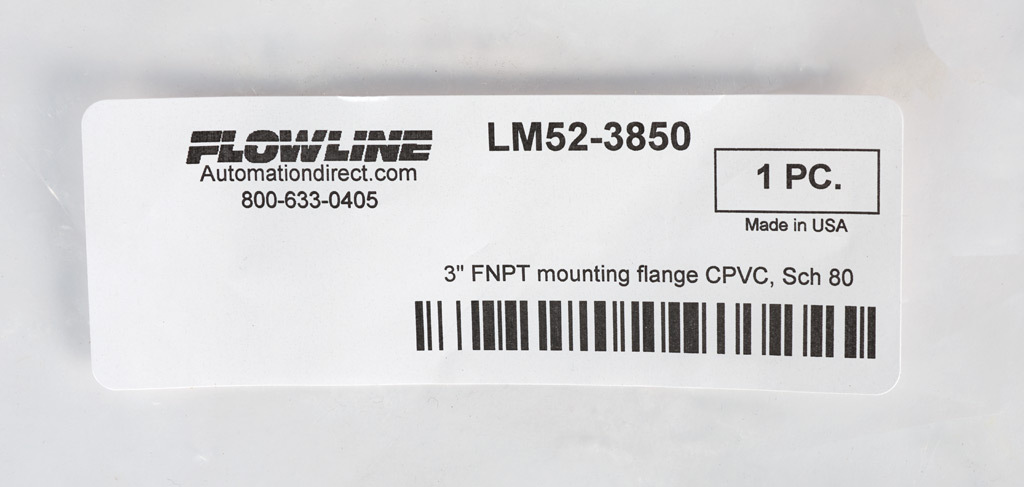 FLOWLINE
Automationdirect.com
800-633-0405
LM52-3850
1 PC.
Made in USA
3" FNPT mounting flange CPVC, Sch 80